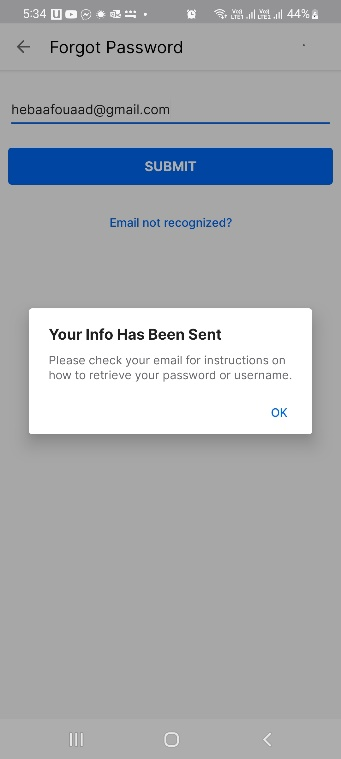 5:34
44%
Forgot Password
hebaafouaad@gmail.com
SUBMIT
Email not recognized?
Your Info Has Been Sent
Please check your email for instructions on
how to retrieve your password or username.
OK